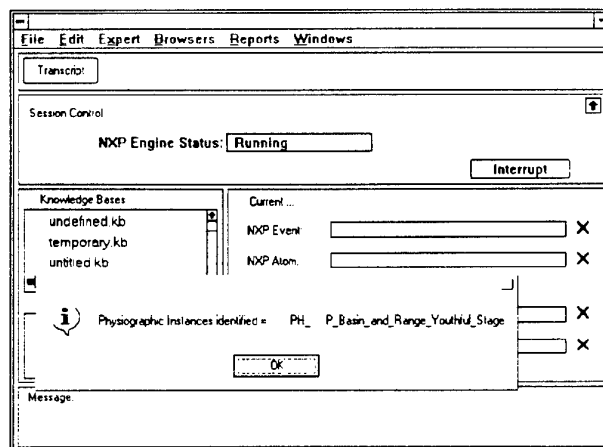 File Edit Expert Browsers Reports Windows
Transcript
Session Control
NXP Engine Status: Running
Interrupt
Knowledge Bases
undefined.kb
temporary.kb
untitled.kb
Current ...
NXP Event:
NXP Atom:
Physiographic Instances identified = PH_ P_Basin_and_Range_Youthful_Stage
OK
Message: